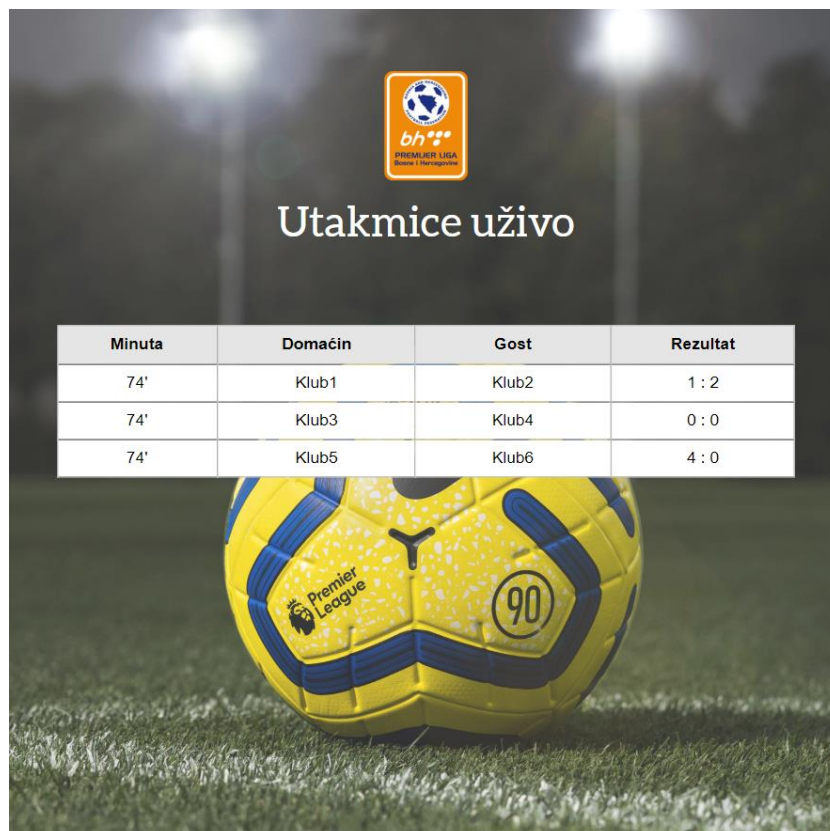 bh
PREMIJER LIGA
Bosne i Hercegovine
Utakmice uživo
Minuta Domaćin Gost Rezultat
74' Klub1 Klub2 1 : 2
74' Klub3 Klub4 0 : 0
74' Klub5 Klub6 4 : 0
Premier
League
90